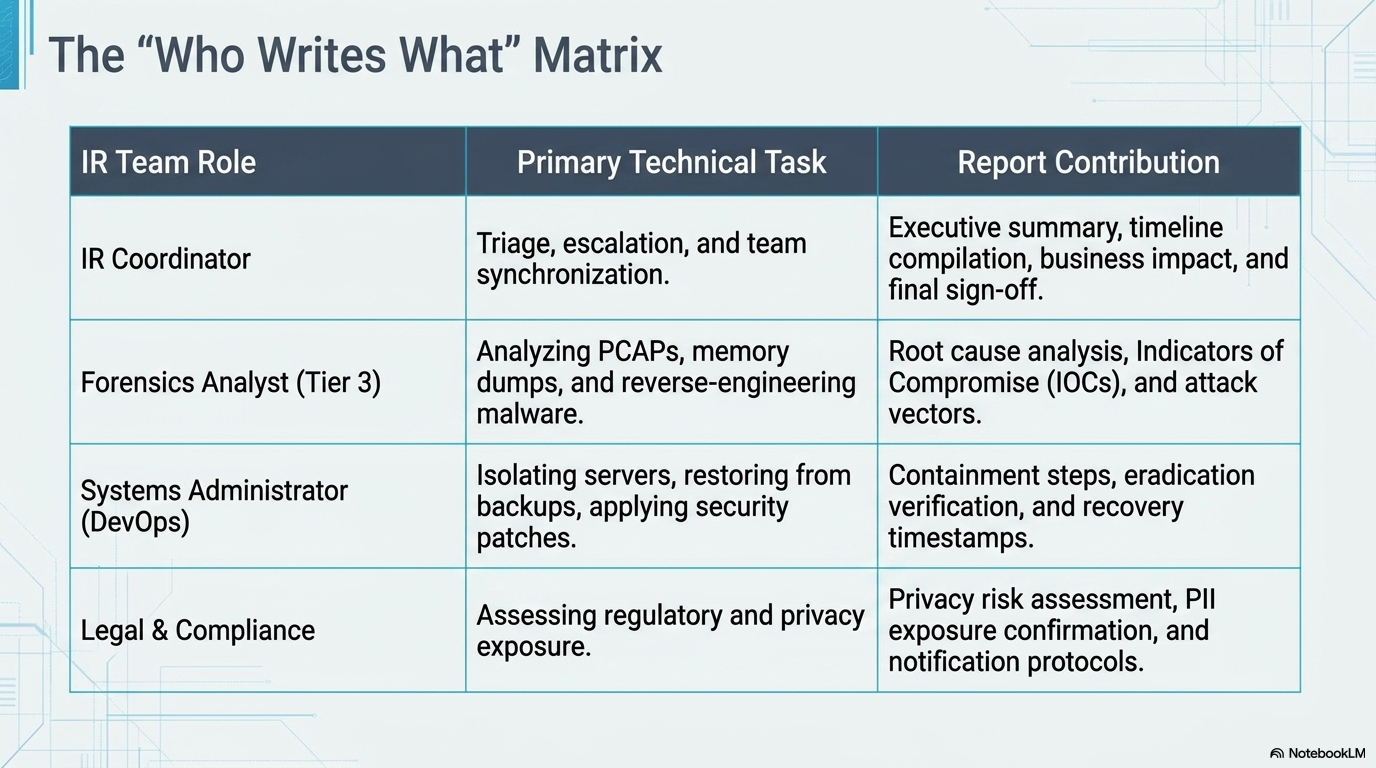 The “Who Writes What” Matrix
IR Team Role
Primary Technical Task
Report Contribution
IR Coordinator
Triage, escalation, and team
synchronization.
Executive summary, timeline
compilation, business impact, and
final sign-off.
Forensics Analyst (Tier 3)
Analyzing PCAPs, memory
dumps, and reverse-engineering
malware.
Root cause analysis, Indicators of
Compromise (IOCs), and attack
vectors.
Systems Administrator
(DevOps)
Isolating servers, restoring from
backups, applying security
patches.
Containment steps, eradication
verification, and recovery
timestamps.
Legal & Compliance
Assessing regulatory and privacy
exposure.
Privacy risk assessment, PII
exposure confirmation, and
notification protocols.
NotebookLM